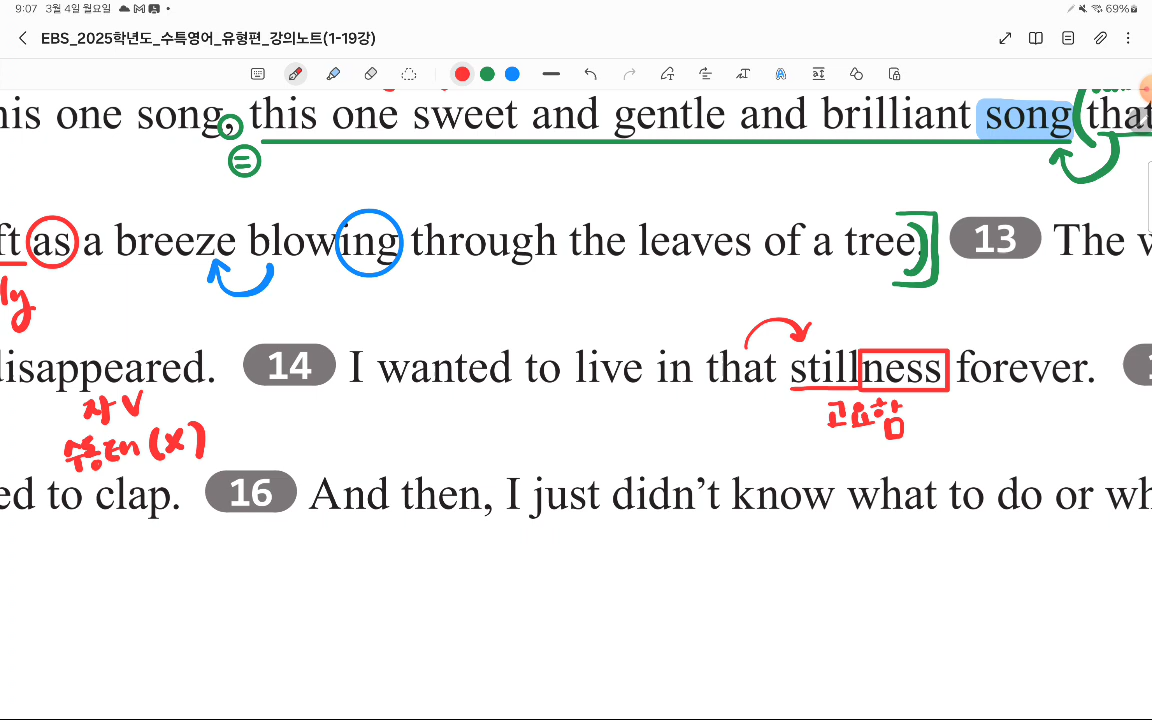 9:07 3월 4일 월요일 69%
EBS_2025학년도_수특영어_유형편_강의노트(1-19강)
his one song, this one sweet and gentle and brilliant song (that
=
ft as a breeze blowing through the leaves of a tree.)] 13 The w
ly
disappeared. 14 I wanted to live in that stillness forever.
자V 고요함
수동태(X)
ed to clap. 16 And then, I just didn't know what to do or wh